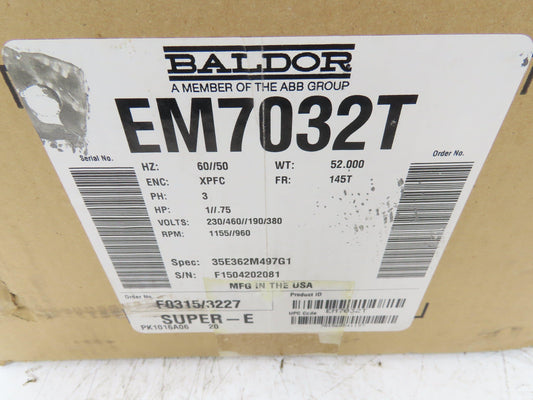 BALDOR
A MEMBER OF THE ABB GROUP
EM7032T
Serial No.
Order No.
HZ: 60//50 WT: 52.000
ENC: XPFC FR: 145T
PH: 3
HP: 1//.75
VOLTS: 230/460//190/380
RPM: 1155//960
Spec: 35E362M497G1
S/N: F1504202081
MFG IN THE USA
Order No.
F0315/3227
Product ID
EM7032T
SUPER-E
UPC Code
PK1016A06 20